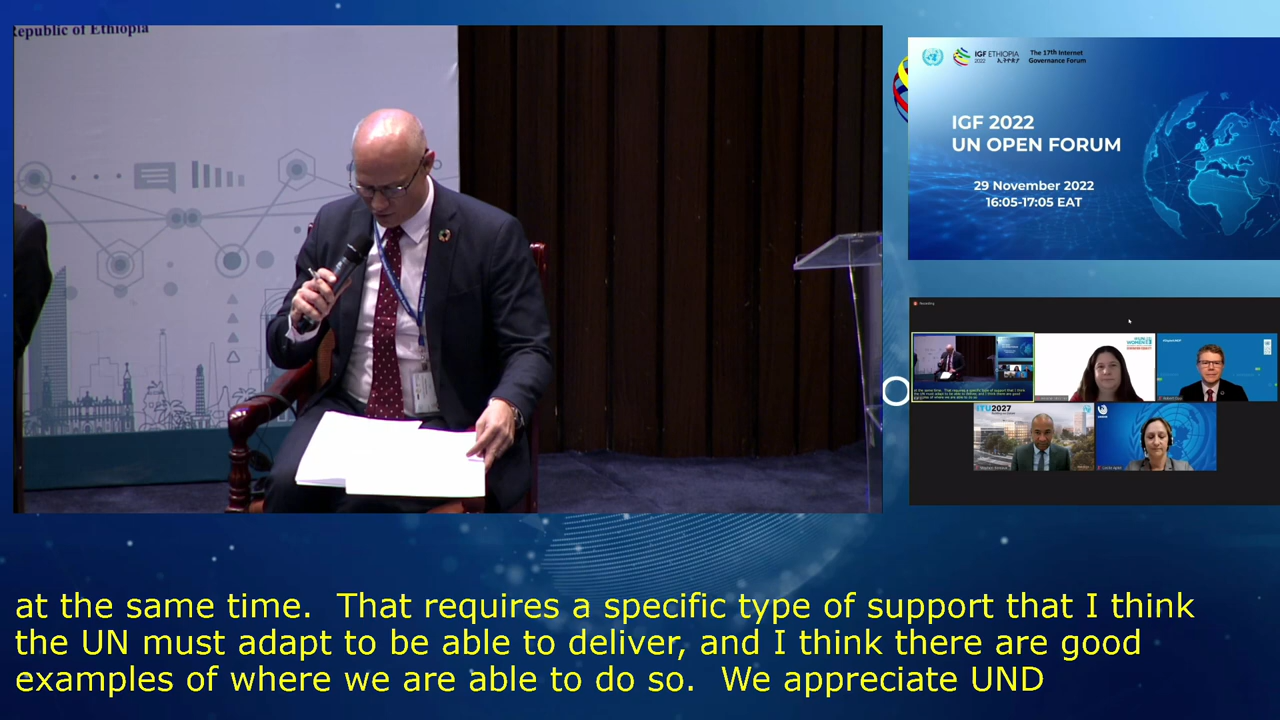 Republic of Ethiopia
IGF ETHIOPIA
2022 ኢትዮጵያ
The 17th Internet
Governance Forum
IGF 2022
UN OPEN FORUM
29 November 2022
16:05-17:05 EAT
Recording
ITU2027
at the same time.  That requires a specific type of support that I think
the UN must adapt to be able to deliver, and I think there are good
examples of where we are able to do so.  We appreciate UND